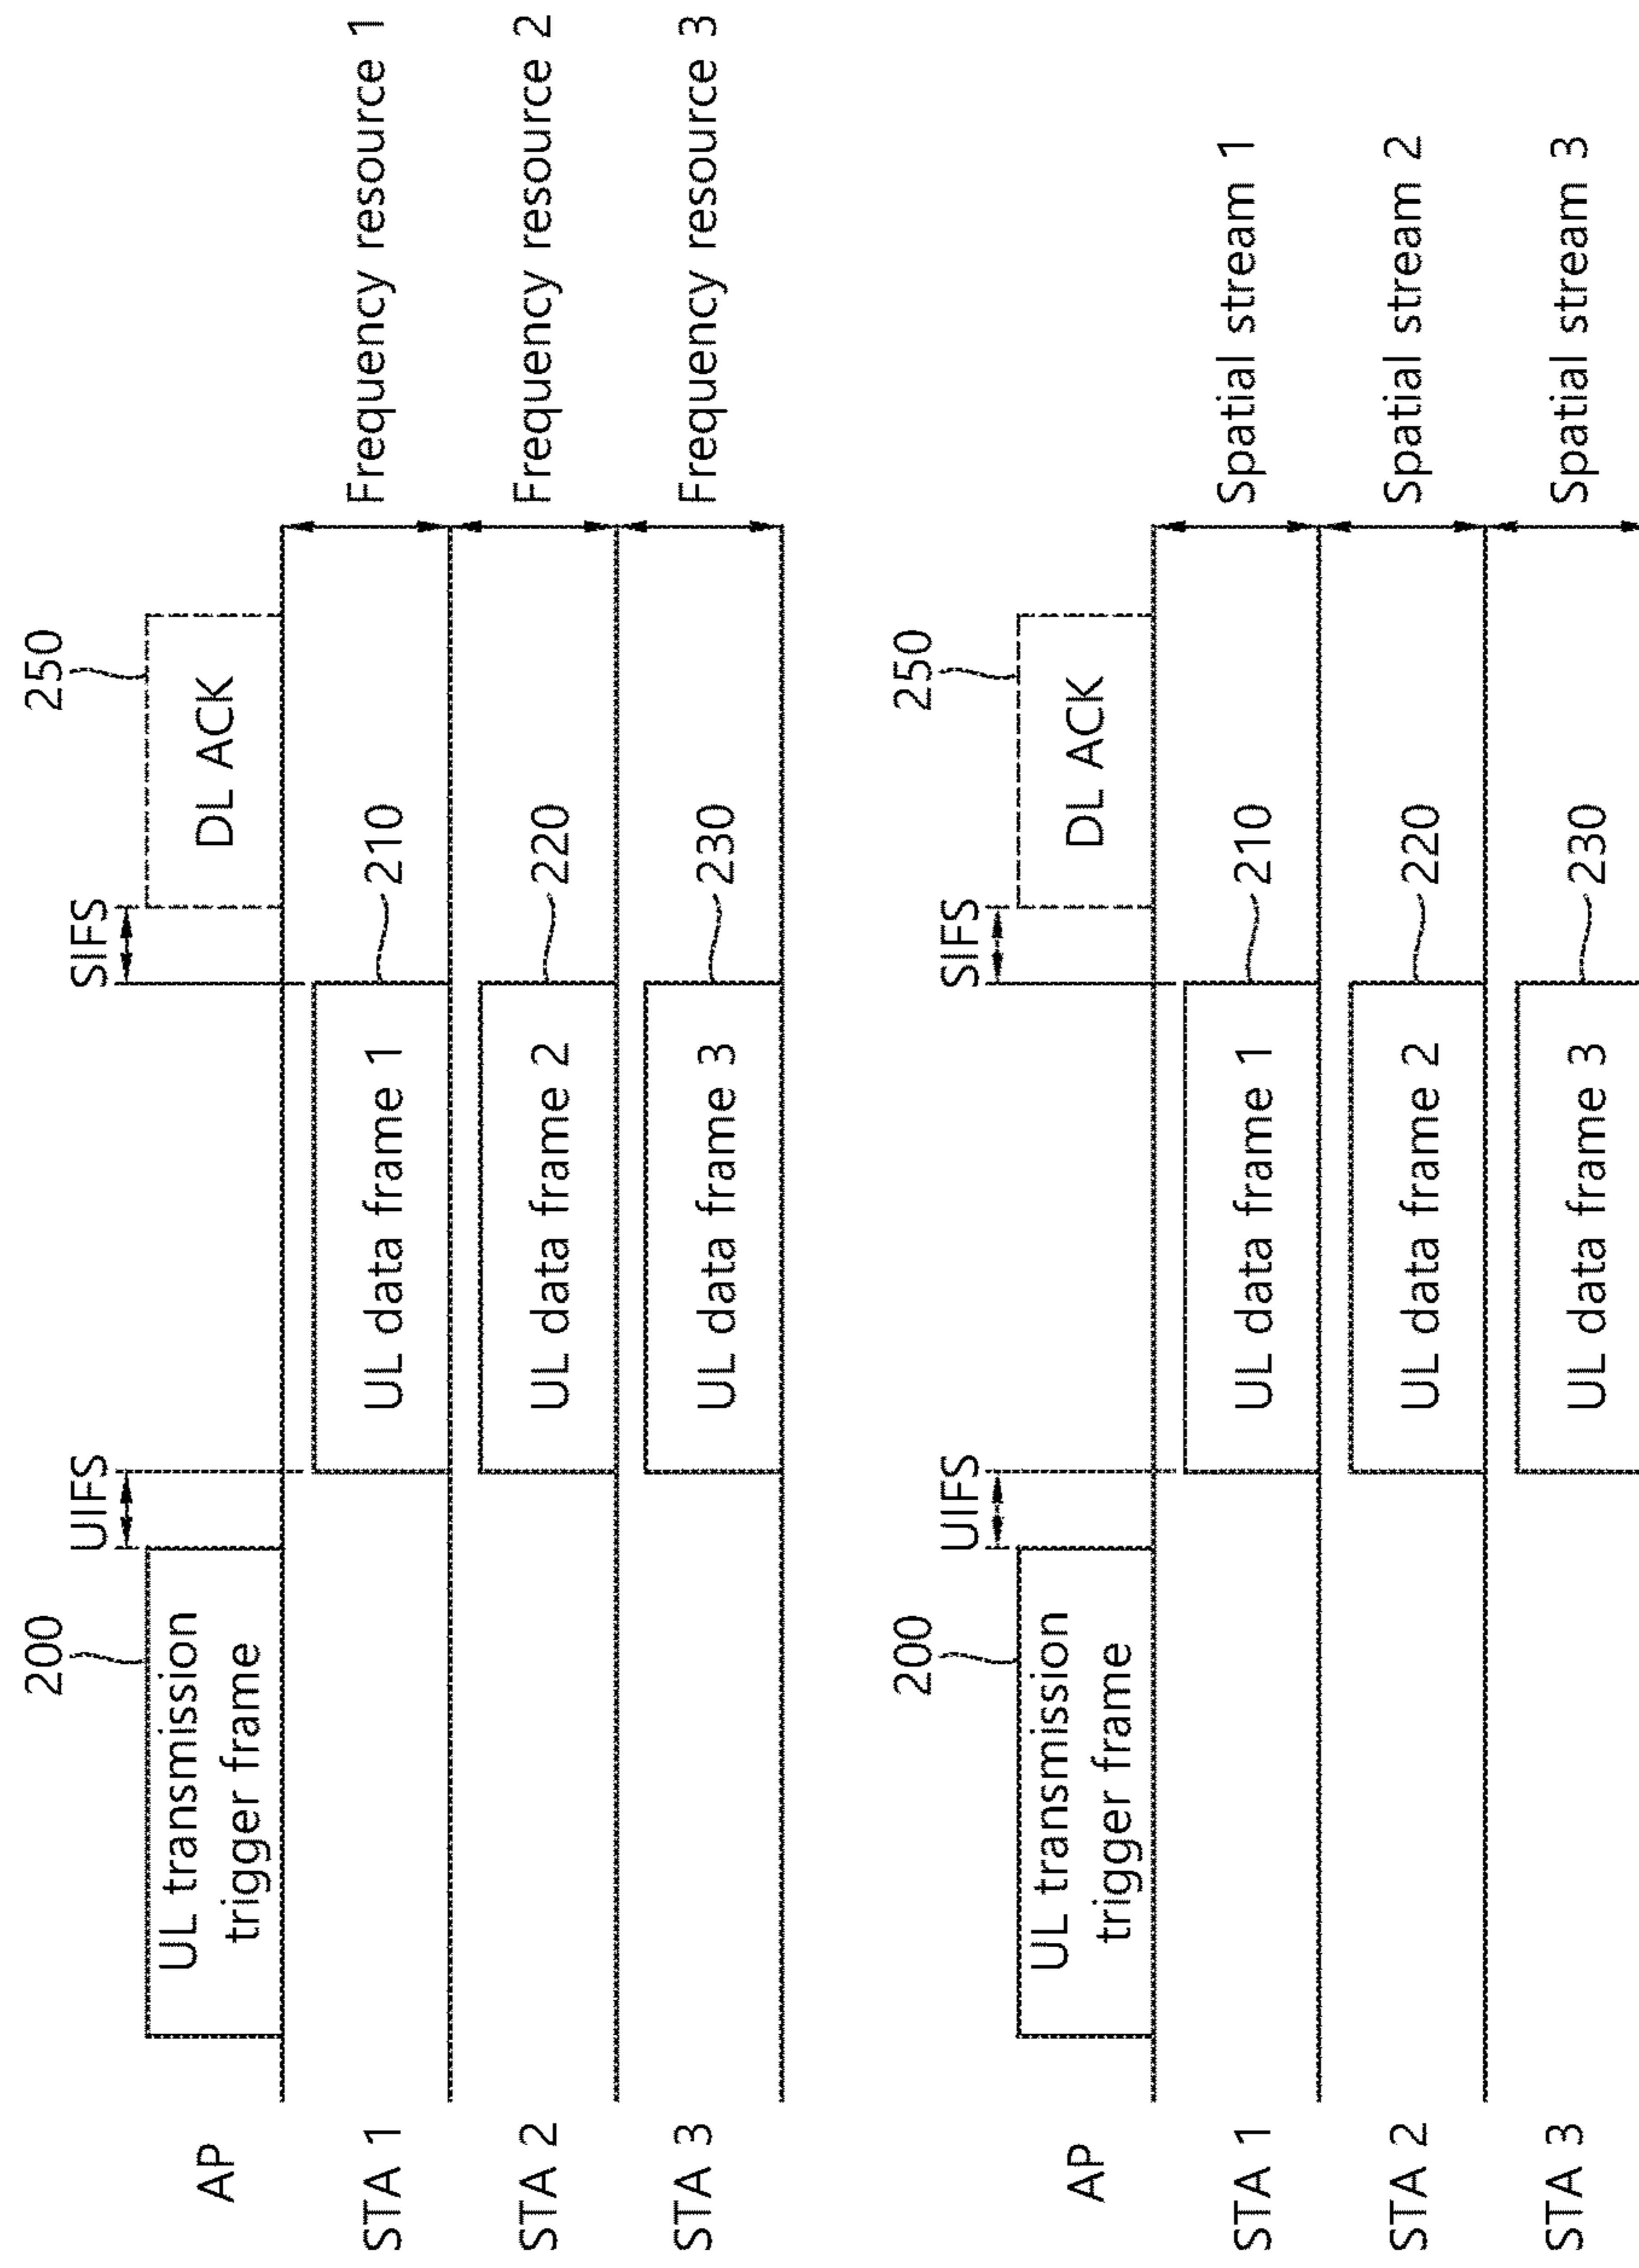 200
UIFS
SIFS
250
AP
UL transmission
trigger frame
DL ACK
STA 1
UL data frame 1
210
Frequency resource 1
STA 2
UL data frame 2
220
Frequency resource 2
STA 3
UL data frame 3
230
Frequency resource 3
200
UIFS
SIFS
250
AP
UL transmission
trigger frame
DL ACK
STA 1
UL data frame 1
210
Spatial stream 1
STA 2
UL data frame 2
220
Spatial stream 2
STA 3
UL data frame 3
230
Spatial stream 3